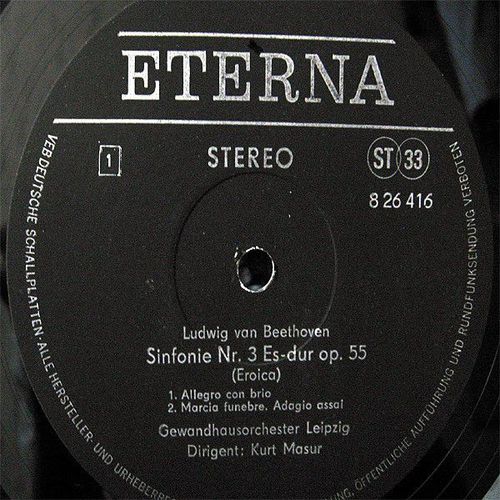 ETERNA
1
STEREO
ST 33
8 26 416
Ludwig van Beethoven
Sinfonie Nr. 3 Es-dur op. 55
(Eroica)
1. Allegro con brio
2. Marcia funebre. Adagio assai
Gewandhausorchester Leipzig
Dirigent: Kurt Masur
VEB DEUTSCHE SCHALLPLATTEN · ALLE HERSTELLER- UND URHEBERRE
NG, ÖFFENTLICHE AUFFÜHRUNG UND RUNDFUNKSENDUNG VERBOTEN